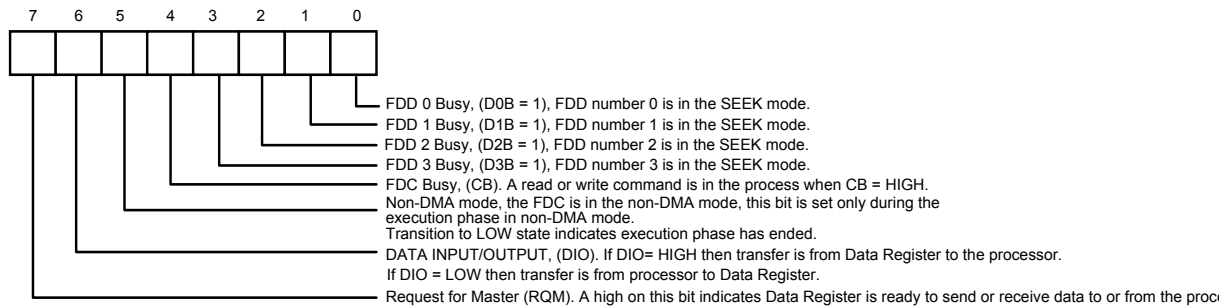 7 6 5 4 3 2 1 0
FDD 0 Busy, (D0B = 1), FDD number 0 is in the SEEK mode.
FDD 1 Busy, (D1B = 1), FDD number 1 is in the SEEK mode.
FDD 2 Busy, (D2B = 1), FDD number 2 is in the SEEK mode.
FDD 3 Busy, (D3B = 1), FDD number 3 is in the SEEK mode.
FDC Busy, (CB). A read or write command is in the process when CB = HIGH.
Non-DMA mode, the FDC is in the non-DMA mode, this bit is set only during the
execution phase in non-DMA mode.
Transition to LOW state indicates execution phase has ended.
DATA INPUT/OUTPUT, (DIO). If DIO= HIGH then transfer is from Data Register to the processor.
If DIO = LOW then transfer is from processor to Data Register.
Request for Master (RQM). A high on this bit indicates Data Register is ready to send or receive data to or from the